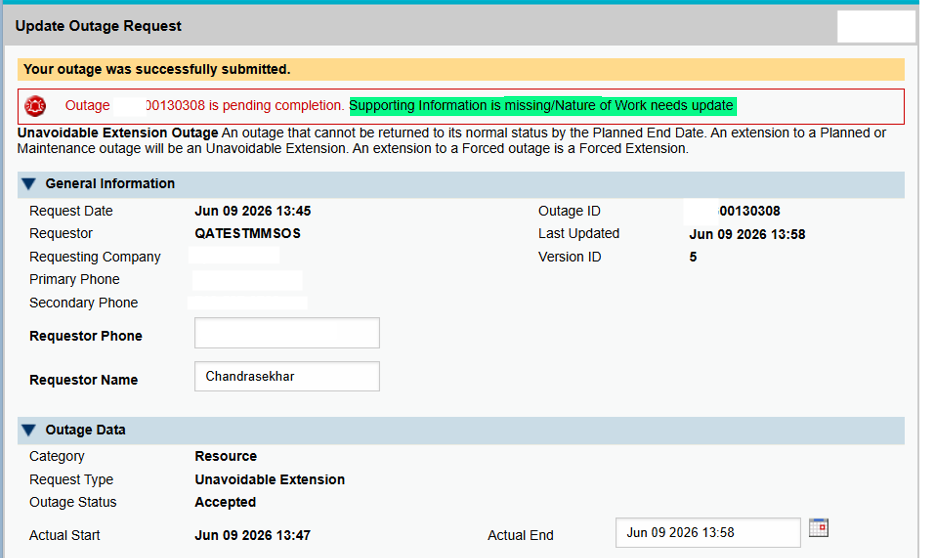 Update Outage Request
Your outage was successfully submitted.
Outage 00130308 is pending completion. Supporting Information is missing/Nature of Work needs update
Unavoidable Extension Outage An outage that cannot be returned to its normal status by the Planned End Date. An extension to a Planned or
Maintenance outage will be an Unavoidable Extension. An extension to a Forced outage is a Forced Extension.
General Information
Request Date Jun 09 2026 13:45 Outage ID 00130308
Requestor QATESTMMSOS Last Updated Jun 09 2026 13:58
Requesting Company Version ID 5
Primary Phone
Secondary Phone
Requestor Phone
Requestor Name Chandrasekhar
Outage Data
Category Resource
Request Type Unavoidable Extension
Outage Status Accepted
Actual Start Jun 09 2026 13:47 Actual End Jun 09 2026 13:58